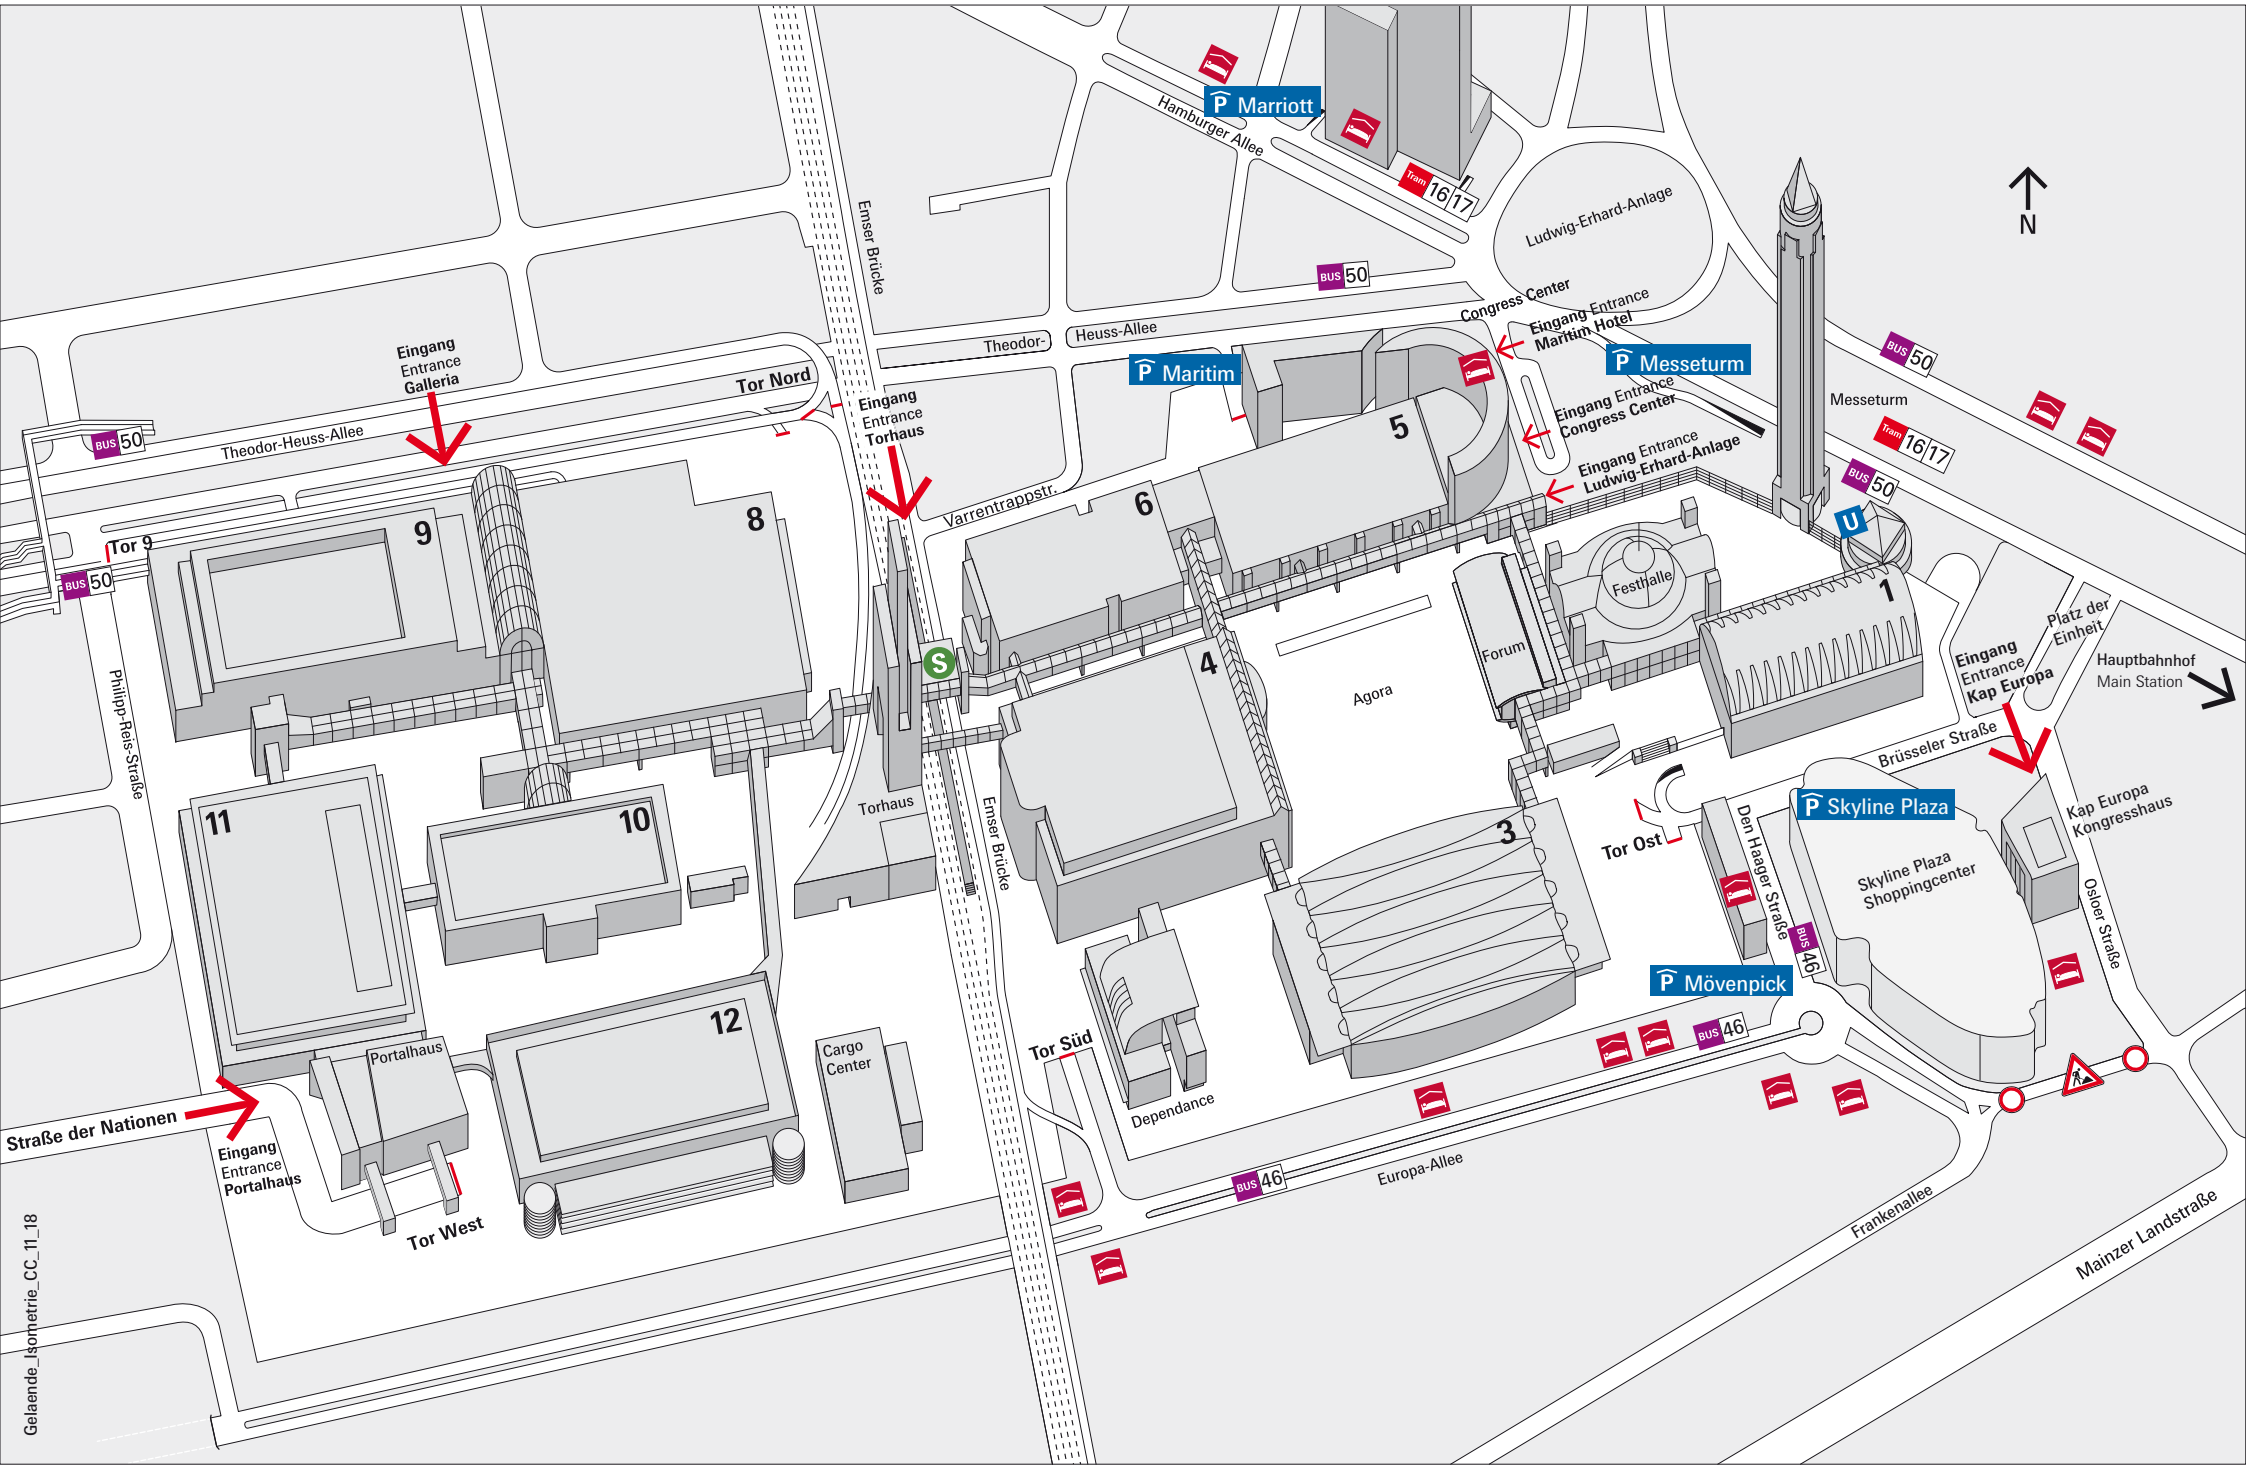 P Marriott
Hamburger Allee
Tram 16 17
Ludwig-Erhard-Anlage
N
Emser Brücke
BUS 50
Congress Center
Eingang Entrance
Maritim Hotel
Theodor-
Heuss-Allee
P Maritim
P Messeturm
BUS 50
Eingang
Entrance
Galleria
Tor Nord
Eingang
Entrance
Torhaus
Theodor-Heuss-Allee
BUS 50
Eingang Entrance
Congress Center
Eingang Entrance
Ludwig-Erhard-Anlage
Messeturm
Tram 16 17
BUS 50
U
5
6
Varrentrappstr.
8
9
Tor 9
BUS 50
Festhalle
1
Platz der
Einheit
Forum
S
4
Agora
Eingang
Entrance
Kap Europa
Hauptbahnhof
Main Station
Philipp-Reis-Straße
Brüsseler Straße
Torhaus
Emser Brücke
11
10
3
Tor Ost
Den Haager Straße
P Skyline Plaza
Kap Europa
Kongresshaus
Skyline Plaza
Shoppingcenter
Osloer Straße
BUS 46
P Mövenpick
12
Portalhaus
Cargo
Center
Tor Süd
BUS 46
Dependance
Straße der Nationen
Eingang
Entrance
Portalhaus
Tor West
BUS 46
Europa-Allee
Frankenallee
Mainzer Landstraße
Gelaende_Isometrie_CC_11_18